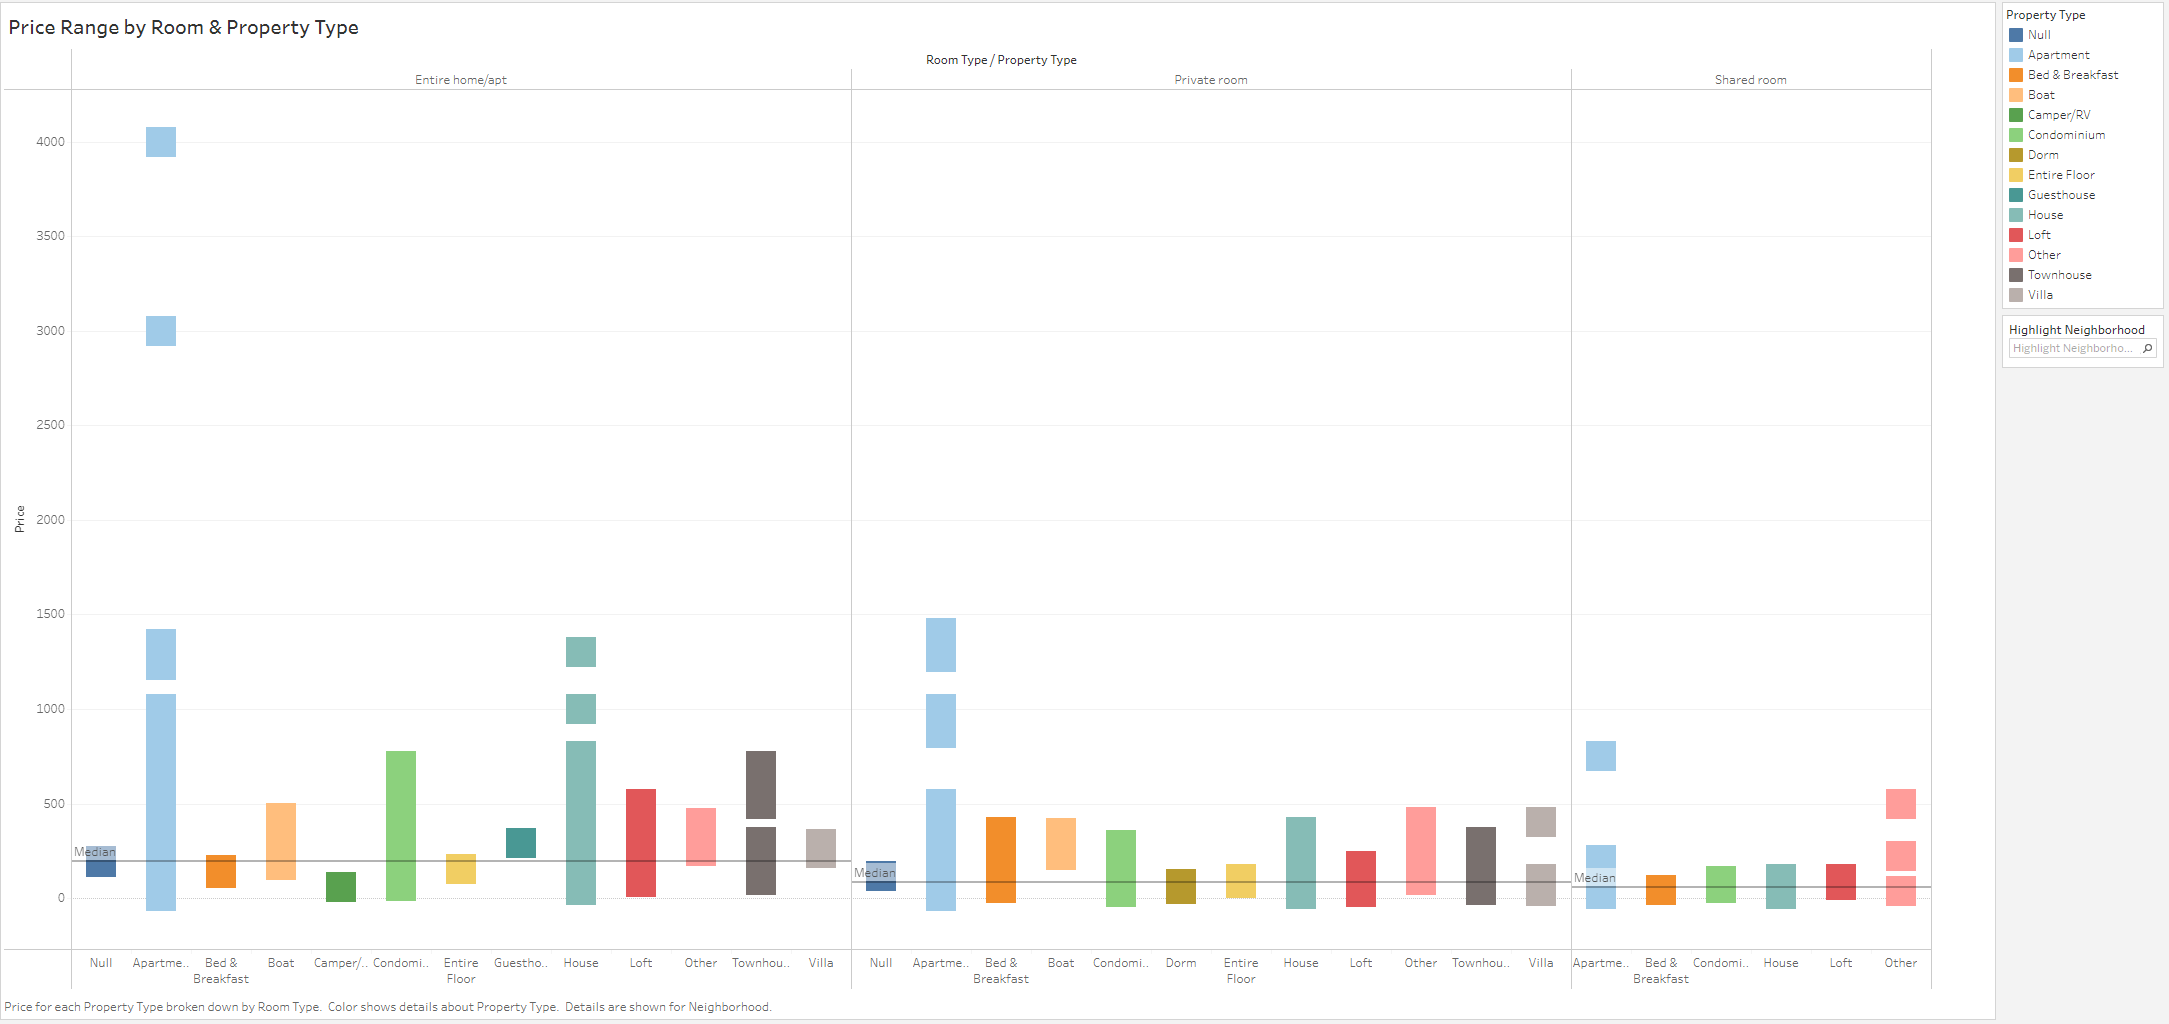 Price Range by Room & Property Type
Room Type / Property Type
Entire home/apt
Private room
Shared room
4000
3500
3000
2500
2000
1500
1000
500
0
Price
Median
Median
Median
Null
Apartme..
Bed & Breakfast
Boat
Camper/..
Condomi..
Entire Floor
Guestho..
House
Loft
Other
Townhou..
Villa
Null
Apartme..
Bed & Breakfast
Boat
Condomi..
Dorm
Entire Floor
House
Loft
Other
Townhou..
Villa
Apartme..
Bed & Breakfast
Condomi..
House
Loft
Other
Price for each Property Type broken down by Room Type. Color shows details about Property Type. Details are shown for Neighborhood.
Property Type
Null
Apartment
Bed & Breakfast
Boat
Camper/RV
Condominium
Dorm
Entire Floor
Guesthouse
House
Loft
Other
Townhouse
Villa
Highlight Neighborhood
Highlight Neighborho...